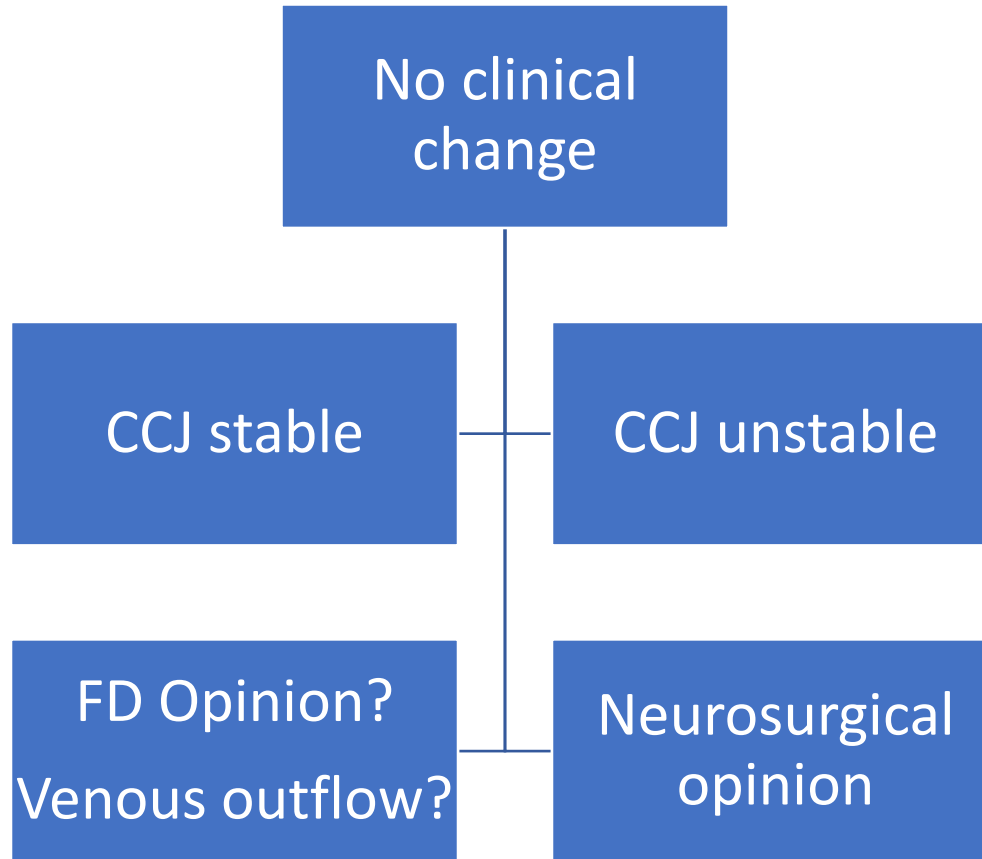 No clinical
change
CCJ stable
CCJ unstable
FD Opinion?
Venous outflow?
Neurosurgical
opinion